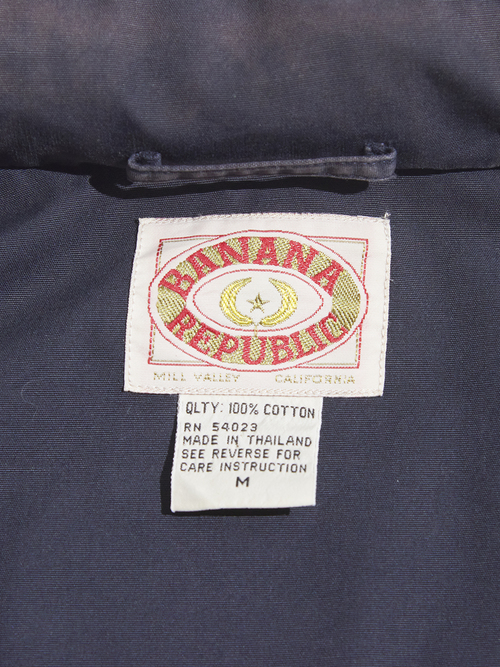 BANANA
REPUBLIC
MILL VALLEY CALIFORNIA
QLTY: 100% COTTON
RN 54023
MADE IN THAILAND
SEE REVERSE FOR
CARE INSTRUCTION
M